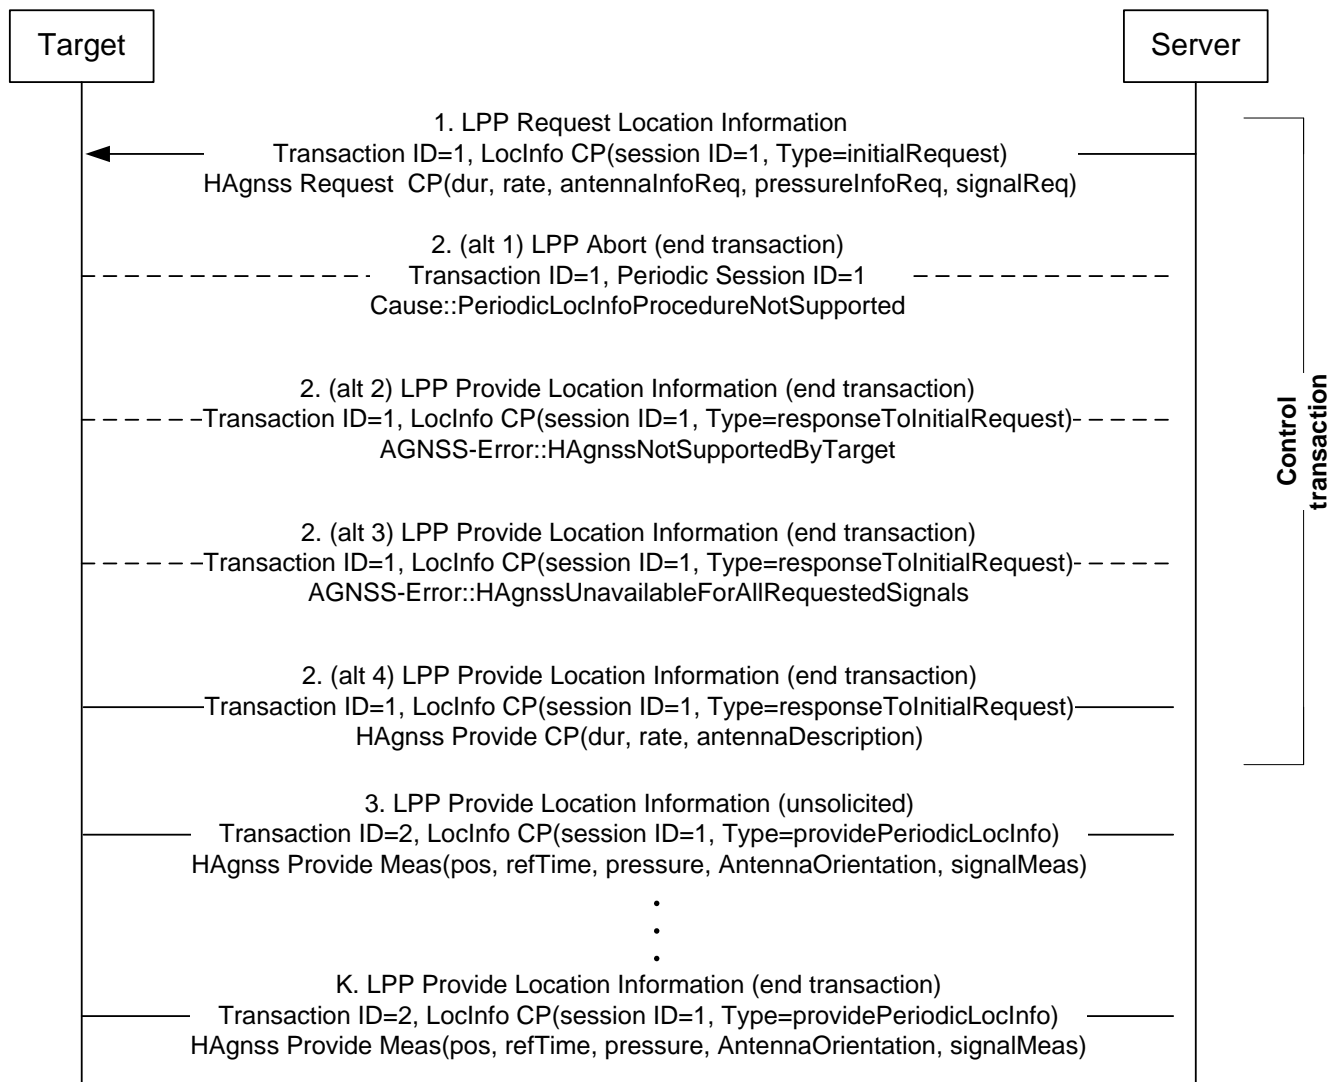 Target
Server
1. LPP Request Location Information
Transaction ID=1, LocInfo CP(session ID=1, Type=initialRequest)
HAgnss Request  CP(dur, rate, antennaInfoReq, pressureInfoReq, signalReq)
2. (alt 1) LPP Abort (end transaction)
Transaction ID=1, Periodic Session ID=1
Cause::PeriodicLocInfoProcedureNotSupported
2. (alt 2) LPP Provide Location Information (end transaction)
Transaction ID=1, LocInfo CP(session ID=1, Type=responseToInitialRequest)
AGNSS-Error::HAgnssNotSupportedByTarget
2. (alt 3) LPP Provide Location Information (end transaction)
Transaction ID=1, LocInfo CP(session ID=1, Type=responseToInitialRequest)
AGNSS-Error::HAgnssUnavailableForAllRequestedSignals
2. (alt 4) LPP Provide Location Information (end transaction)
Transaction ID=1, LocInfo CP(session ID=1, Type=responseToInitialRequest)
HAgnss Provide CP(dur, rate, antennaDescription)
Control
transaction
3. LPP Provide Location Information (unsolicited)
Transaction ID=2, LocInfo CP(session ID=1, Type=providePeriodicLocInfo)
HAgnss Provide Meas(pos, refTime, pressure, AntennaOrientation, signalMeas)
.
.
.
K. LPP Provide Location Information (end transaction)
Transaction ID=2, LocInfo CP(session ID=1, Type=providePeriodicLocInfo)
HAgnss Provide Meas(pos, refTime, pressure, AntennaOrientation, signalMeas)